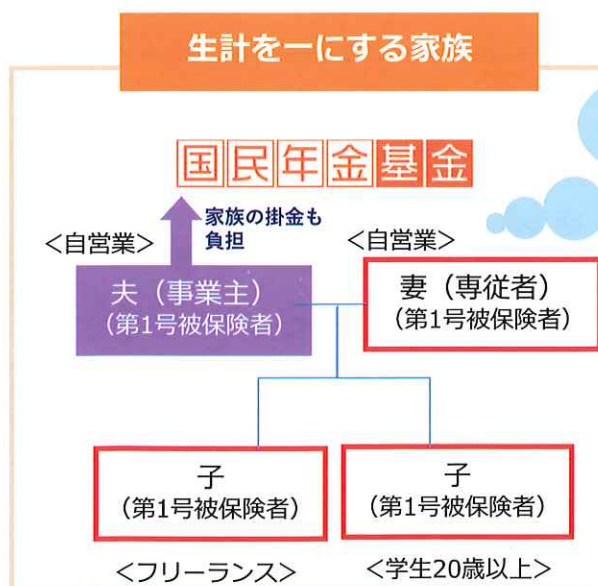 生計を一にする家族
国民年金基金
家族の掛金も
負担
<自営業>
<自営業>
夫（事業主）
（第1号被保険者）
妻（専従者）
（第1号被保険者）
子
（第1号被保険者）
子
（第1号被保険者）
<フリーランス>
<学生20歳以上>